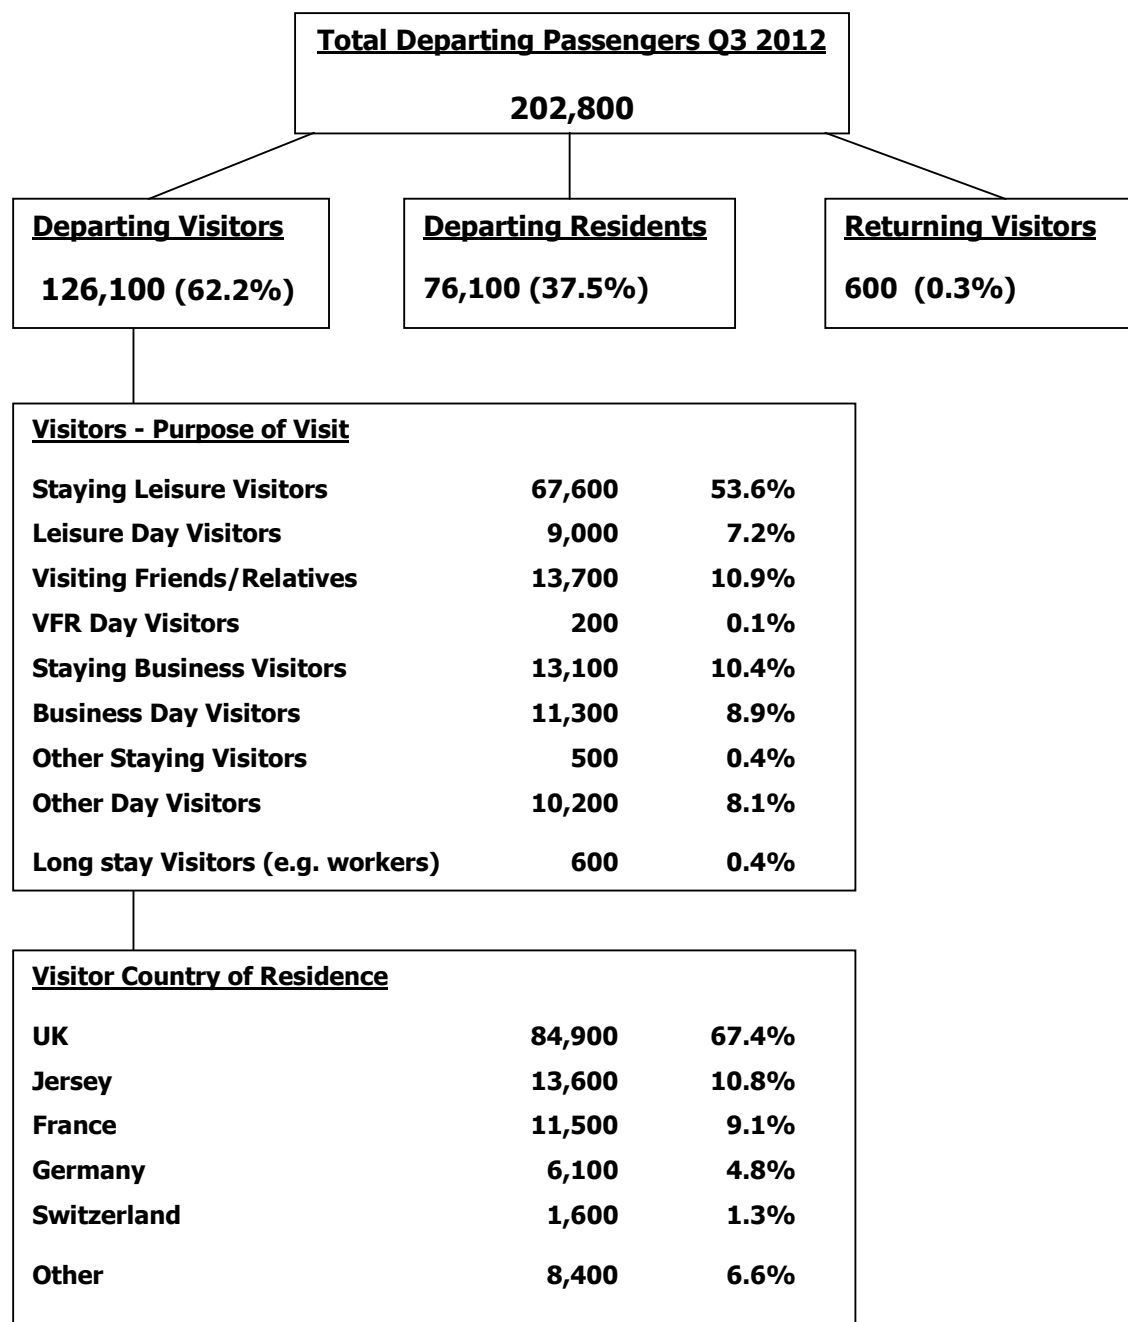 Total Departing Passengers Q3 2012
202,800
Departing Visitors
126,100 (62.2%)
Departing Residents
76,100 (37.5%)
Returning Visitors
600 (0.3%)
Visitors - Purpose of Visit
Staying Leisure Visitors 67,600 53.6%
Leisure Day Visitors 9,000 7.2%
Visiting Friends/Relatives 13,700 10.9%
VFR Day Visitors 200 0.1%
Staying Business Visitors 13,100 10.4%
Business Day Visitors 11,300 8.9%
Other Staying Visitors 500 0.4%
Other Day Visitors 10,200 8.1%
Long stay Visitors (e.g. workers) 600 0.4%
Visitor Country of Residence
UK 84,900 67.4%
Jersey 13,600 10.8%
France 11,500 9.1%
Germany 6,100 4.8%
Switzerland 1,600 1.3%
Other 8,400 6.6%